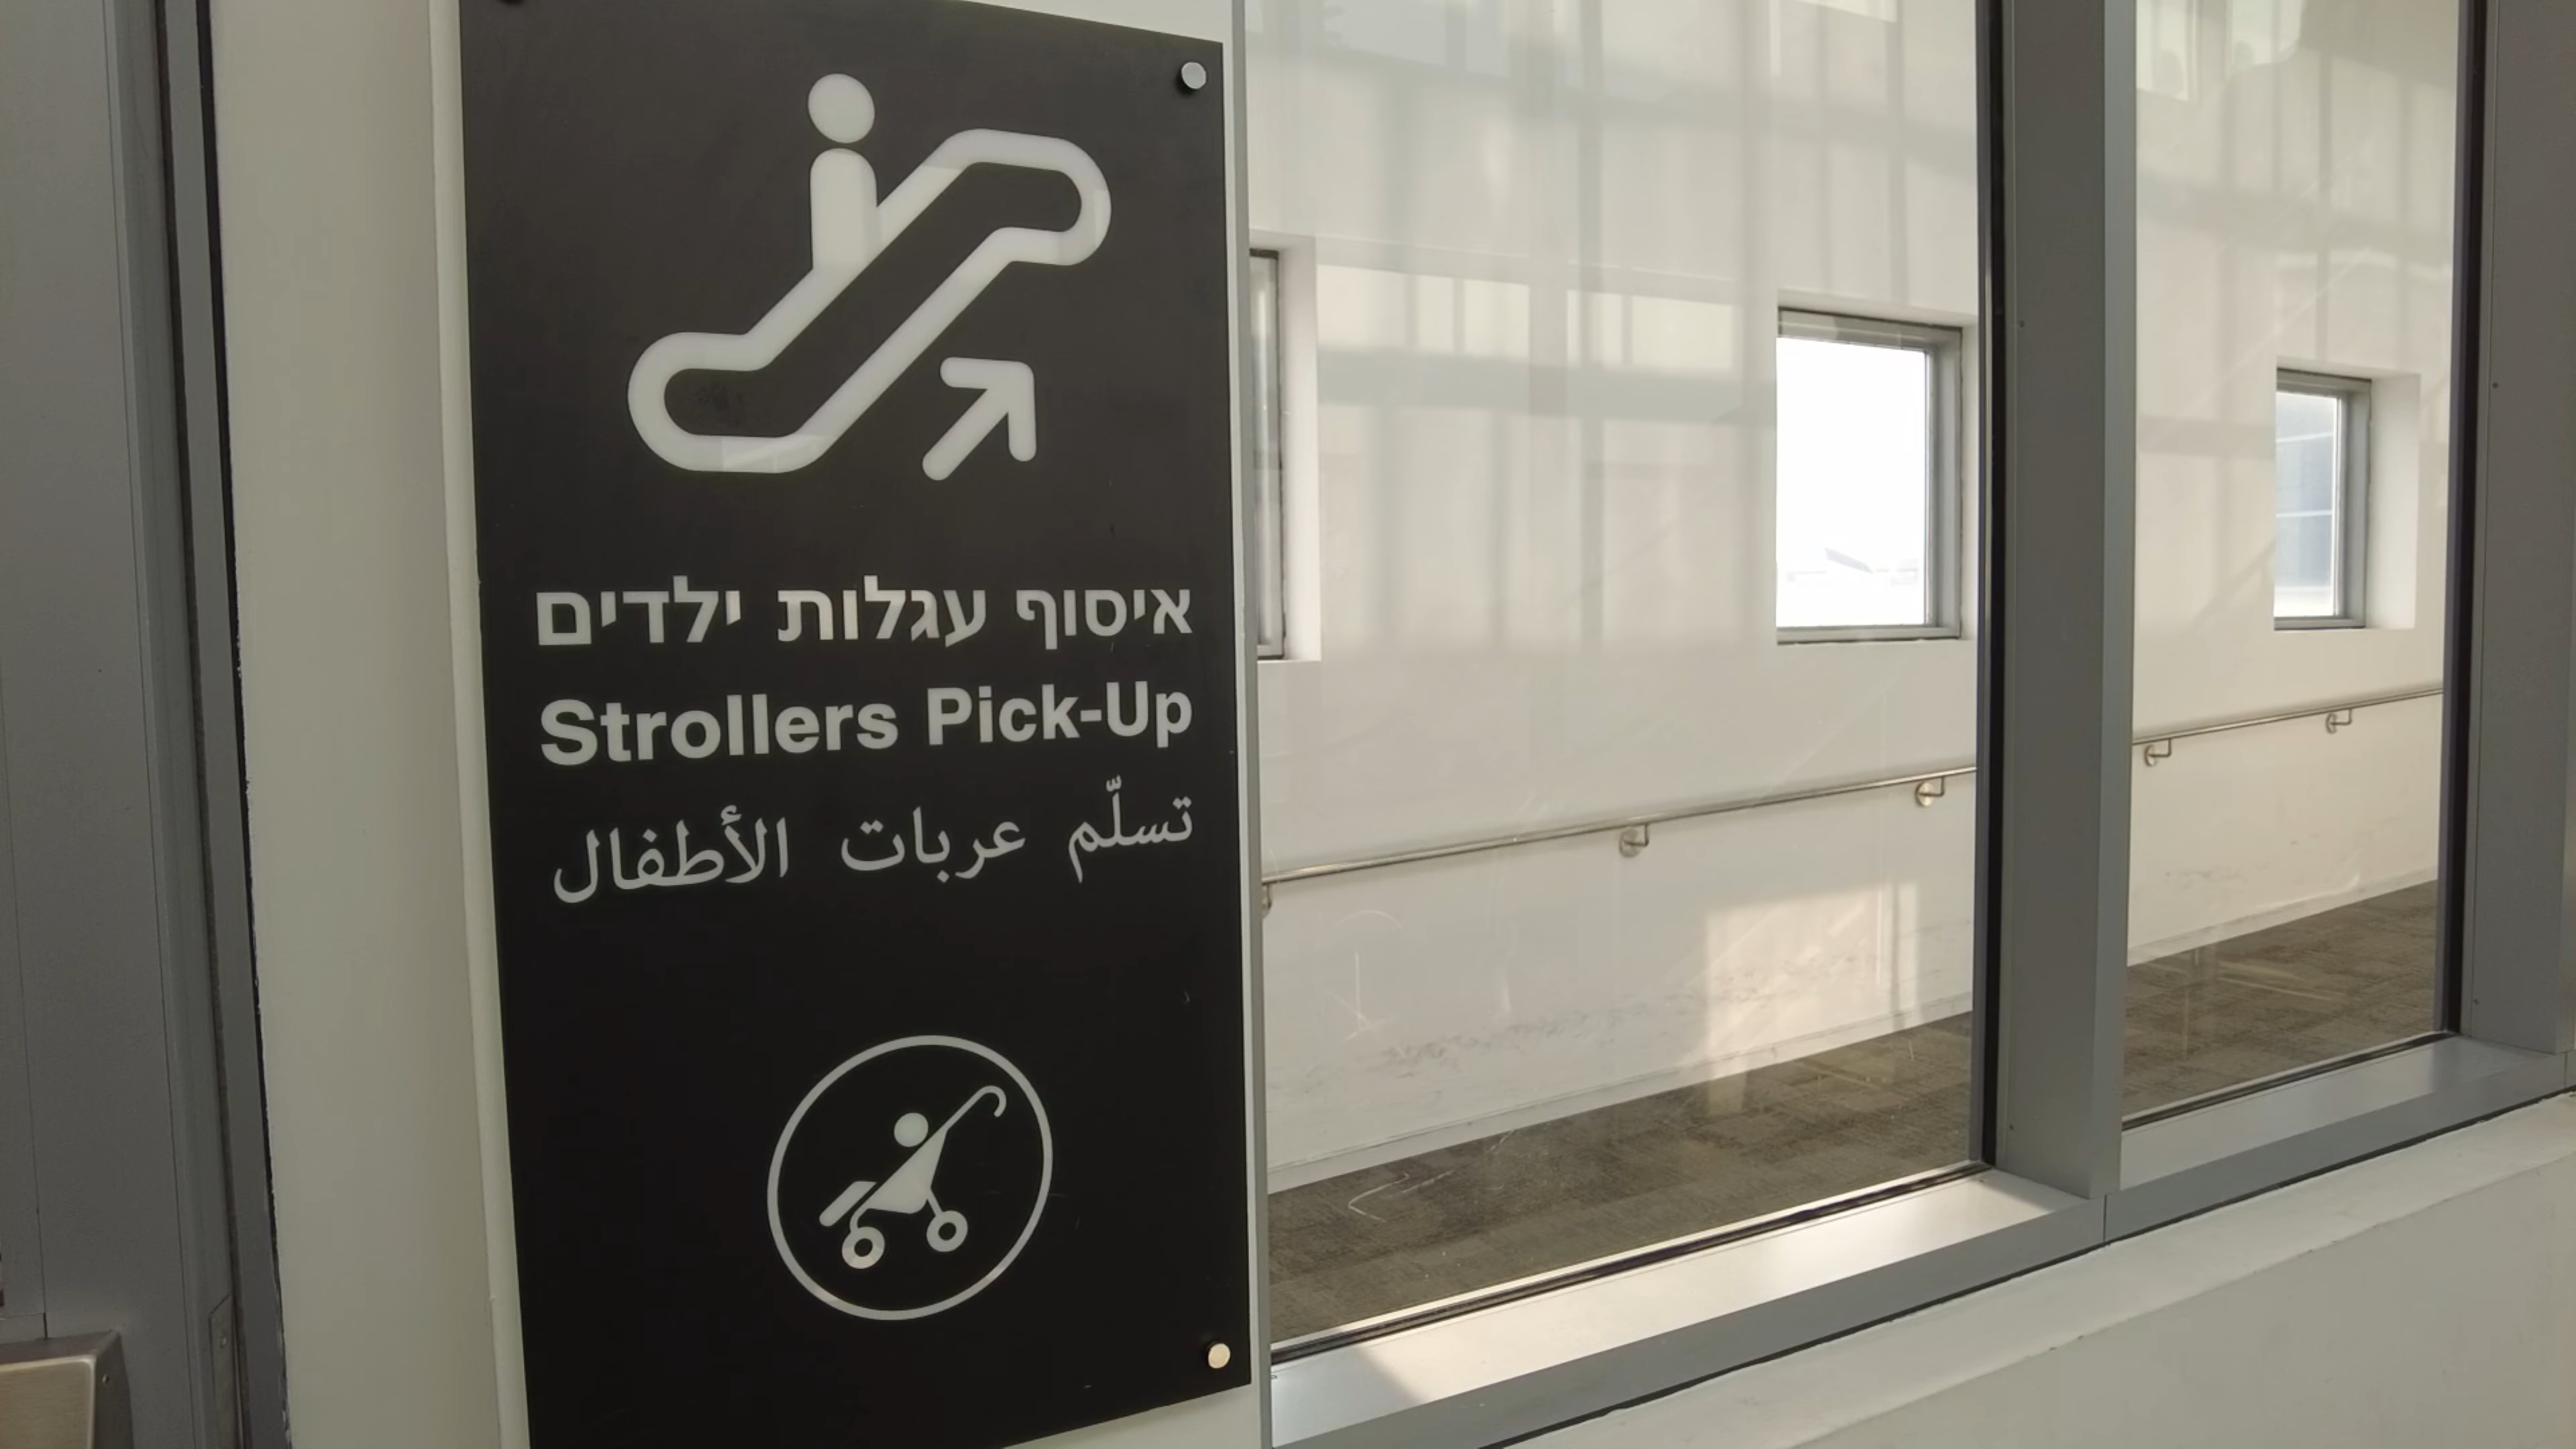 איסוף עגלות ילדים
Strollers Pick-Up
تسلّم عربات الأطفال